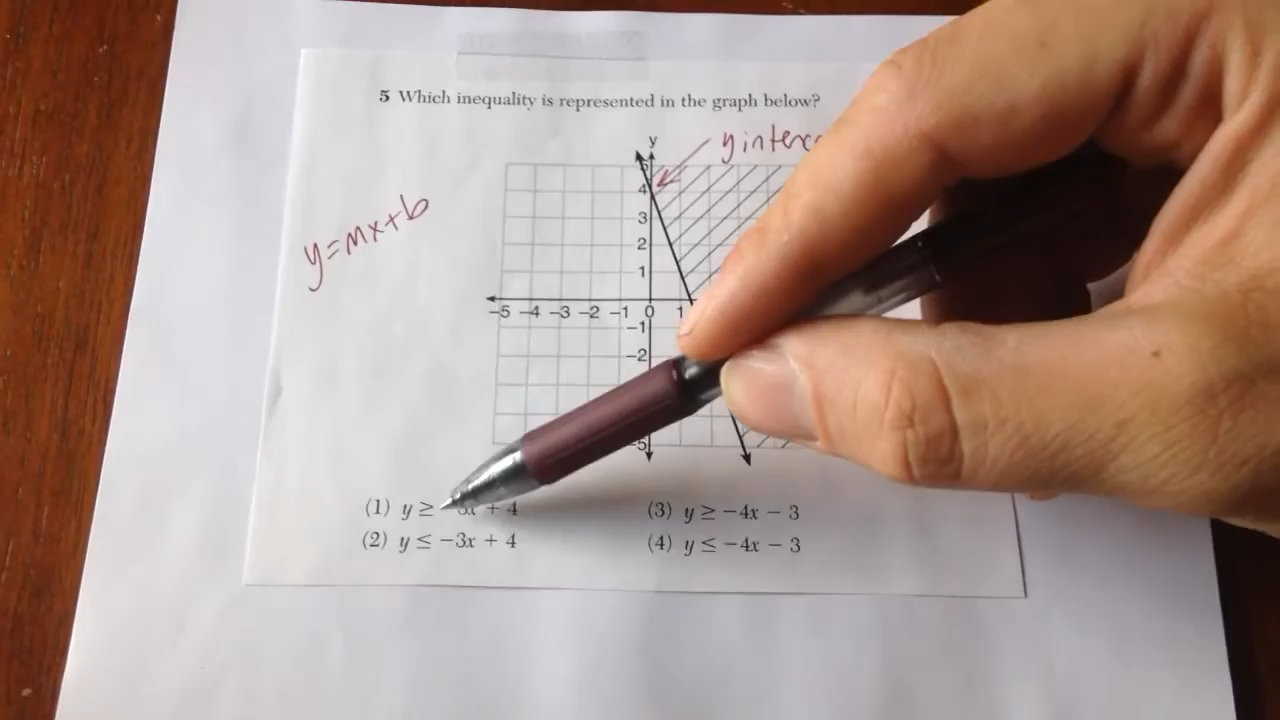 5 Which inequality is represented in the graph below?
y
y
y=mx+b
4
3
2
1
−5 −4 −3 −2 −1 0 1
−1
−2
(1) y ≥ −3x + 4
(2) y ≤ −3x + 4
(3) y ≥ −4x − 3
(4) y ≤ −4x − 3